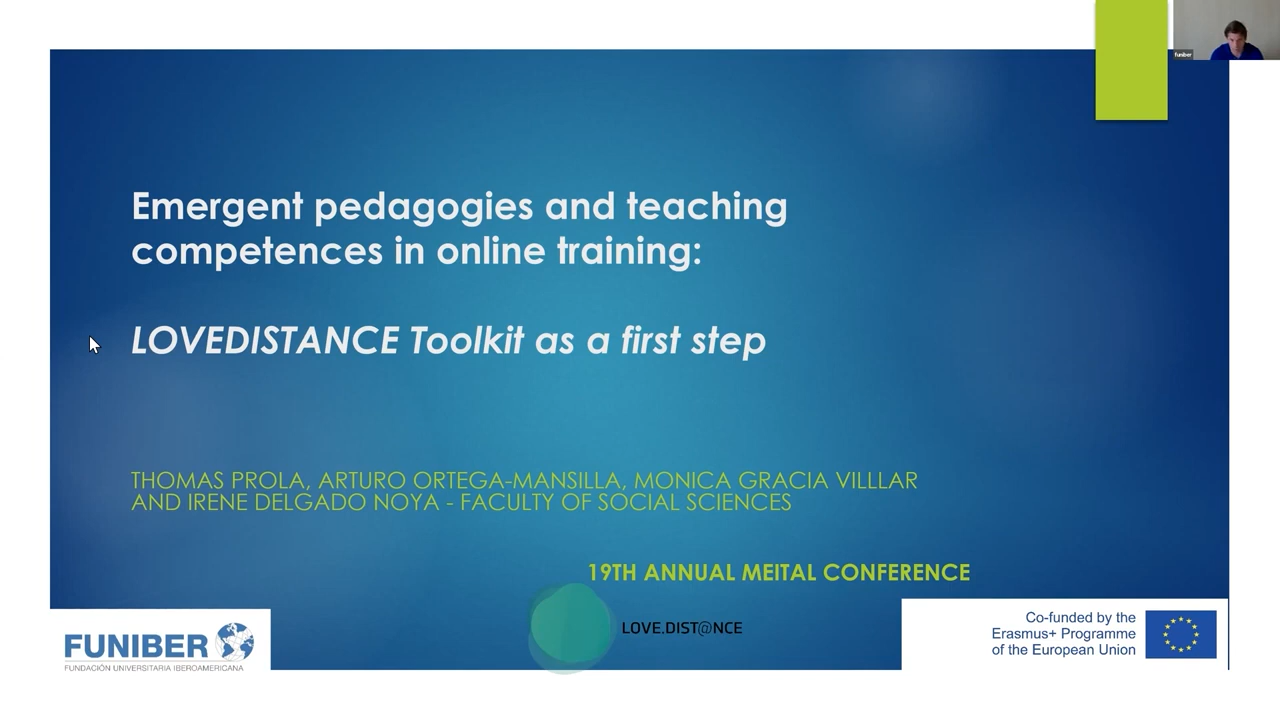 funiber
Emergent pedagogies and teaching
competences in online training:
LOVEDISTANCE Toolkit as a first step
THOMAS PROLA, ARTURO ORTEGA-MANSILLA, MONICA GRACIA VILLLAR
AND IRENE DELGADO NOYA - FACULTY OF SOCIAL SCIENCES
19TH ANNUAL MEITAL CONFERENCE
FUNIBER
FUNDACIÓN UNIVERSITARIA IBEROAMERICANA
LOVE.DIST@NCE
Co-funded by the
Erasmus+ Programme
of the European Union